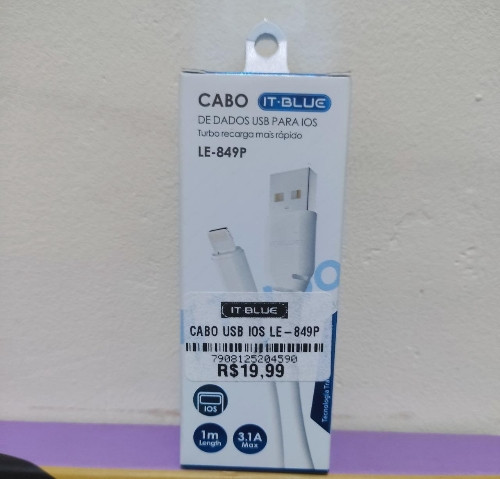 CABO IT·BLUE
DE DADOS USB PARA IOS
Turbo recarga mais rápido
LE-849P
IT·BLUE
CABO USB IOS LE-849P
7908125204590
R$19,99
IOS
1m
Length
3.1A
Max
Tecnologia